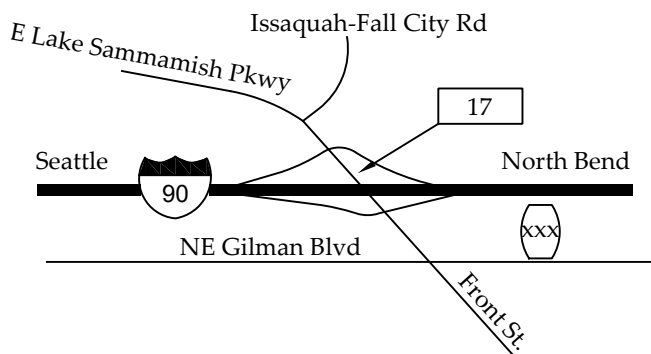 Issaquah-Fall City Rd
E Lake Sammamish Pkwy
17
Seattle
North Bend
90
xxx
NE Gilman Blvd
Front St.